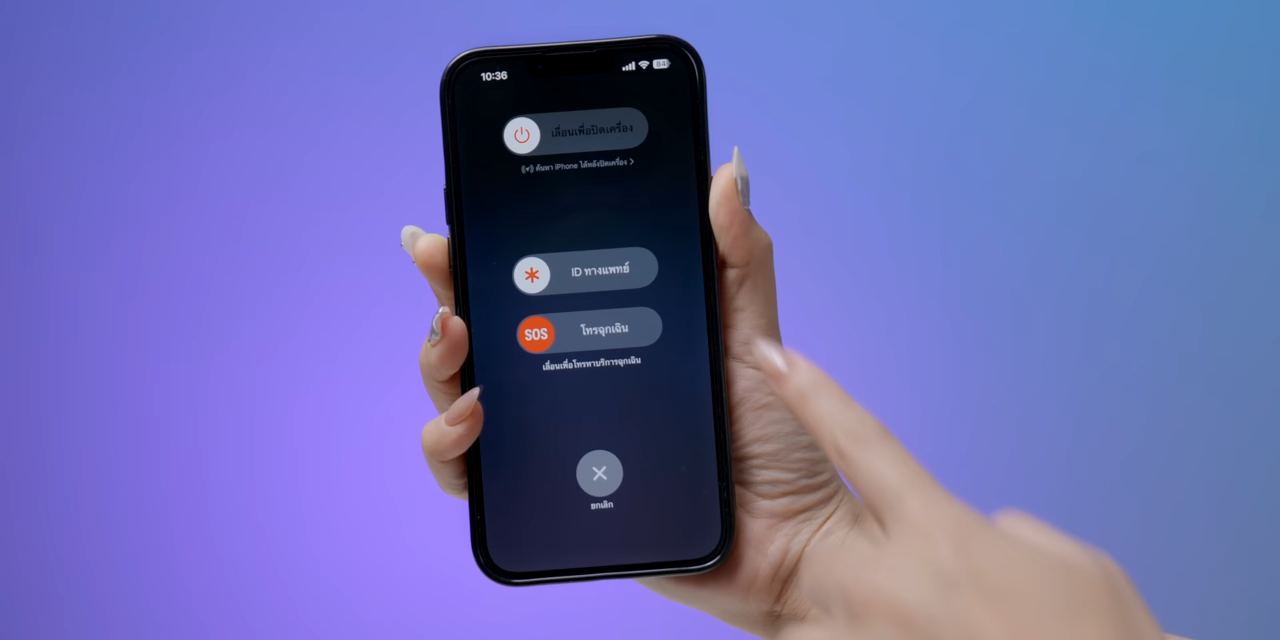 10:36
84
เลื่อนเพื่อปิดเครื่อง
ค้นหา iPhone ได้หลังปิดเครื่อง
ID ทางแพทย์
SOS
โทรฉุกเฉิน
เลื่อนเพื่อโทรหาบริการฉุกเฉิน
ยกเลิก